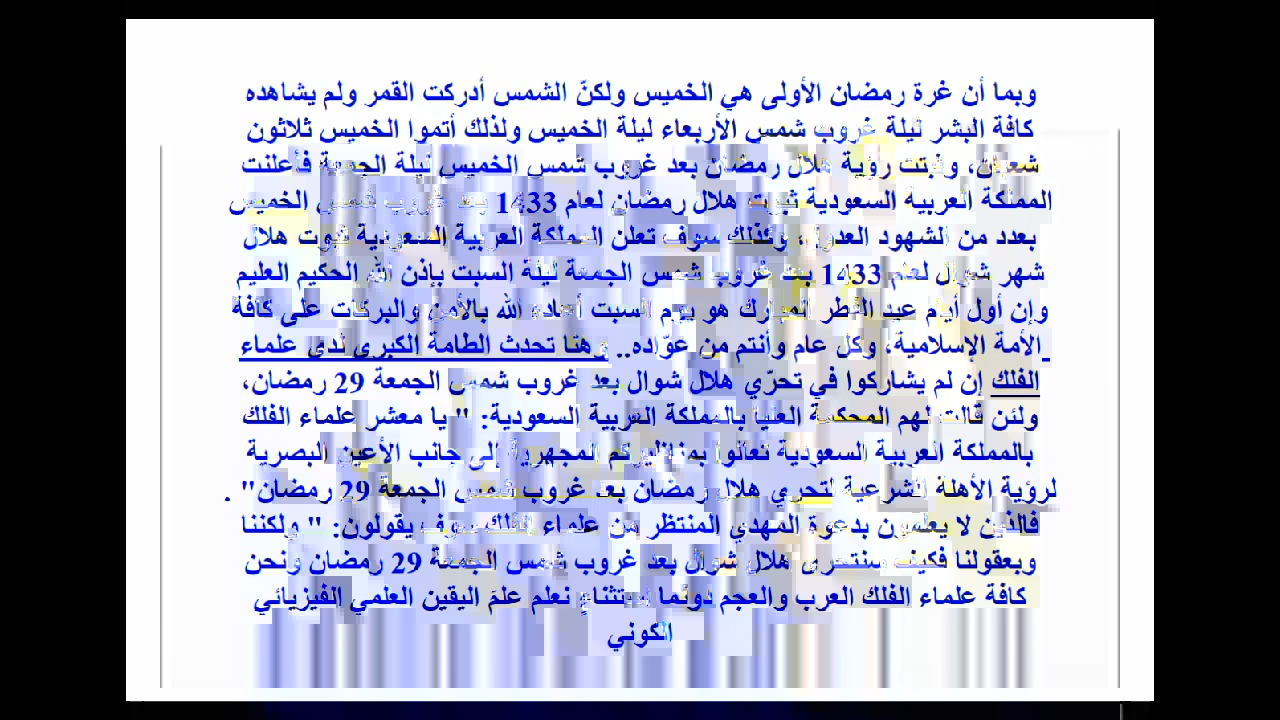 وبما أن غرة رمضان الأولى هي الخميس ولكنّ الشمس أدركت القمر ولم يشاهده
كافة البشر ليلة غروب شمس الأربعاء ليلة الخميس ولذلك أتموا الخميس ثلاثون
شعبان، وثبتت رؤية هلال رمضان بعد غروب شمس الخميس ليلة الجمعة فأعلنت
المملكة العربية السعودية ثبوت هلال رمضان لعام 1433 بعد غروب شمس الخميس
بعدد من الشهود العدول، وكذلك سوف تعلن المملكة العربية السعودية ثبوت هلال
شهر شوال لعام 1433 بعد غروب شمس الجمعة ليلة السبت بإذن الله الحكيم العليم
وإن أول أيام عيد الفطر المبارك هو يوم السبت أعاده الله بالأمن والبركات على كافة
الأمة الإسلامية، وكل عام وأنتم من عوّاده.. وهنا تحدث الطامة الكبرى لدى علماء
الفلك إن لم يشاركوا في تحرّي هلال شوال بعد غروب شمس الجمعة 29 رمضان،
ولئن قالت لهم المحكمة العليا بالمملكة العربية السعودية: " يا معشر علماء الفلك
بالمملكة العربية السعودية تعالوا بمناظيركم المجهرية إلى جانب الأعين البصرية
لرؤية الأهلة الشرعية لتحري هلال رمضان بعد غروب شمس الجمعة 29 رمضان" .
فالذين لا يعلمون بدعوة المهدي المنتظر من علماء الفلك سوف يقولون: " ولكننا
وبعقولنا فكيف سنتحرى هلال شوال بعد غروب شمس الجمعة 29 رمضان ونحن
كافة علماء الفلك العرب والعجم دونما استثناءٍ نعلم علمَ اليقين العلمي الفيزيائي
الكوني